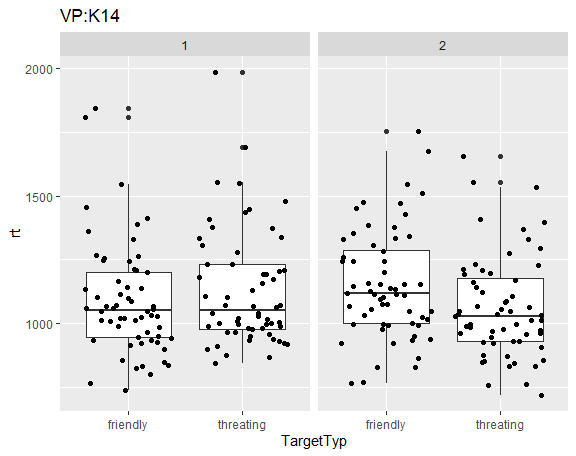 VP:K14
1 2
2000
1500
1000
rt
friendly threating friendly threating
TargetTyp